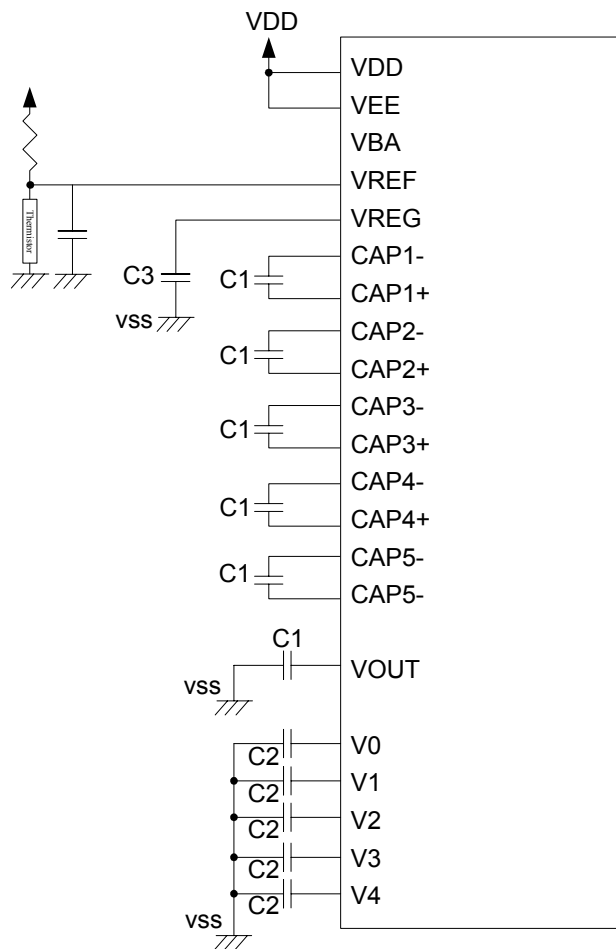 VDD
VDD
VEE
VBA
VREF
Thermistor
VREG
C3
vss
CAP1-
C1
CAP1+
CAP2-
C1
CAP2+
CAP3-
C1
CAP3+
CAP4-
C1
CAP4+
CAP5-
C1
CAP5-
C1
VOUT
vss
V0
C2
V1
C2
V2
C2
V3
C2
V4
C2
vss